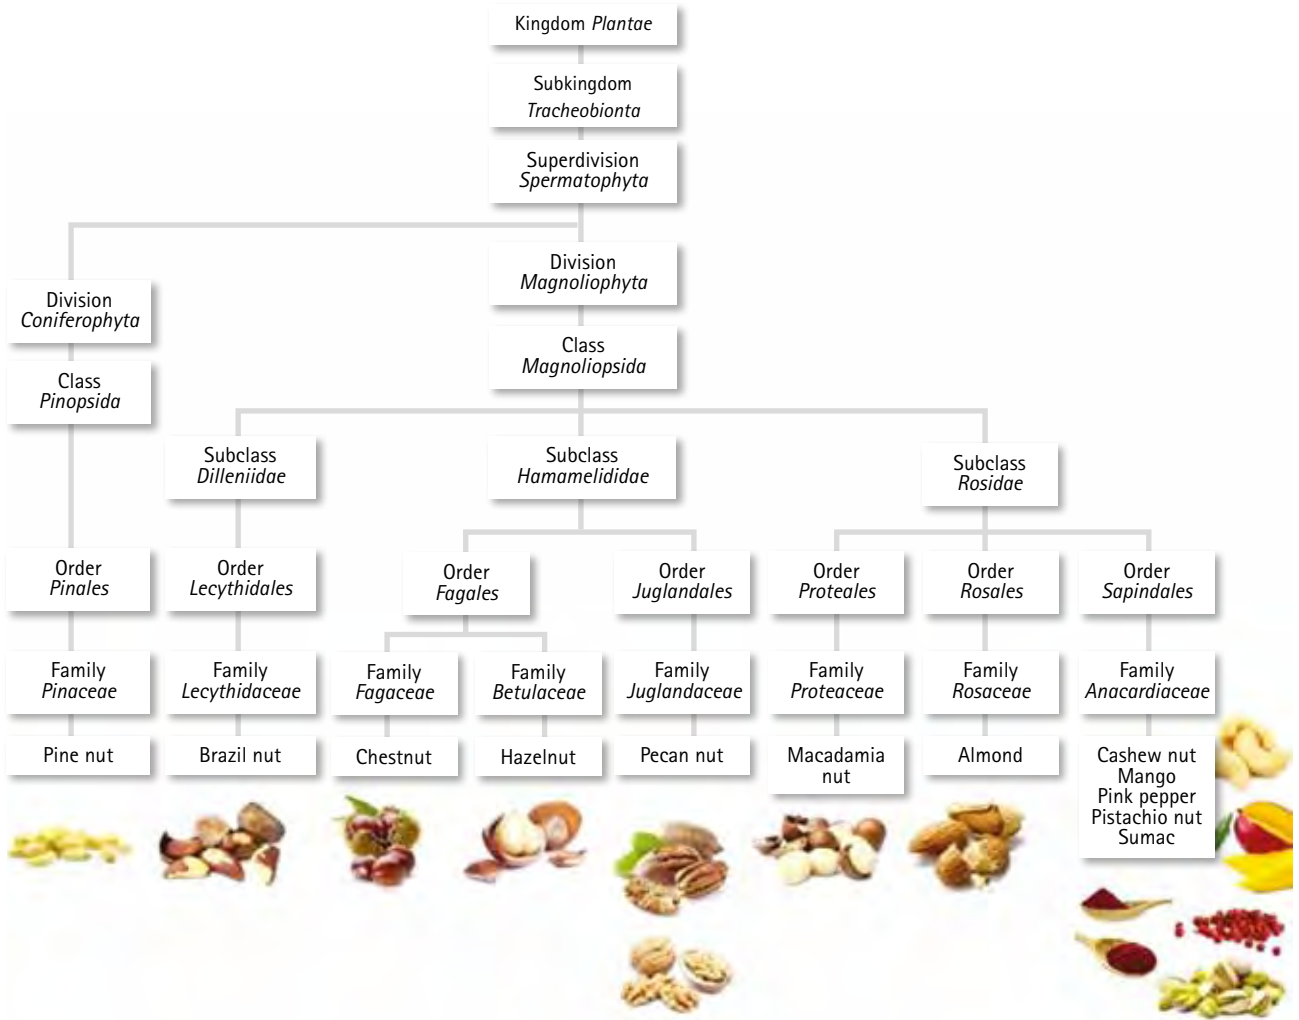 Kingdom Plantae
Subkingdom
Tracheobionta
Superdivision
Spermatophyta
Division
Magnoliophyta
Division
Coniferophyta
Class
Magnoliopsida
Class
Pinopsida
Subclass
Dilleniidae
Subclass
Hamamelididae
Subclass
Rosidae
Order
Pinales
Order
Lecythidales
Order
Fagales
Order
Juglandales
Order
Proteales
Order
Rosales
Order
Sapindales
Family
Pinaceae
Family
Lecythidaceae
Family
Fagaceae
Family
Betulaceae
Family
Juglandaceae
Family
Proteaceae
Family
Rosaceae
Family
Anacardiaceae
Pine nut
Brazil nut
Chestnut
Hazelnut
Pecan nut
Macadamia
nut
Almond
Cashew nut
Mango
Pink pepper
Pistachio nut
Sumac